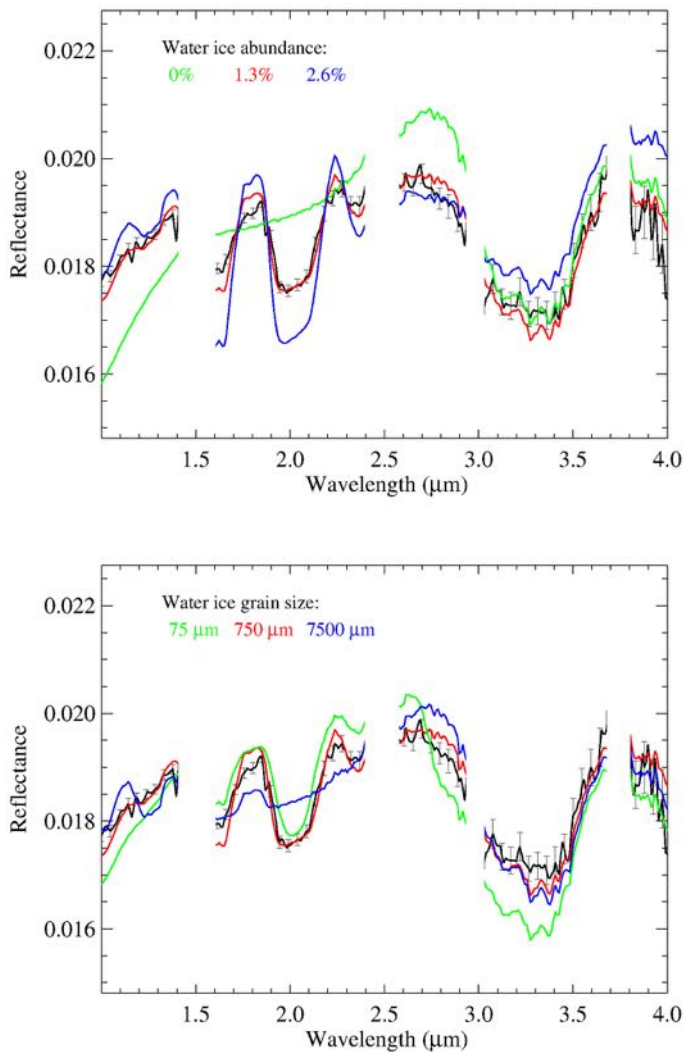 0.022
Water ice abundance:
0% 1.3% 2.6%
0.020
Reflectance
0.018
0.016
1.5 2.0 2.5 3.0 3.5 4.0
Wavelength (μm)
0.022
Water ice grain size:
75 μm 750 μm 7500 μm
0.020
Reflectance
0.018
0.016
1.5 2.0 2.5 3.0 3.5 4.0
Wavelength (μm)